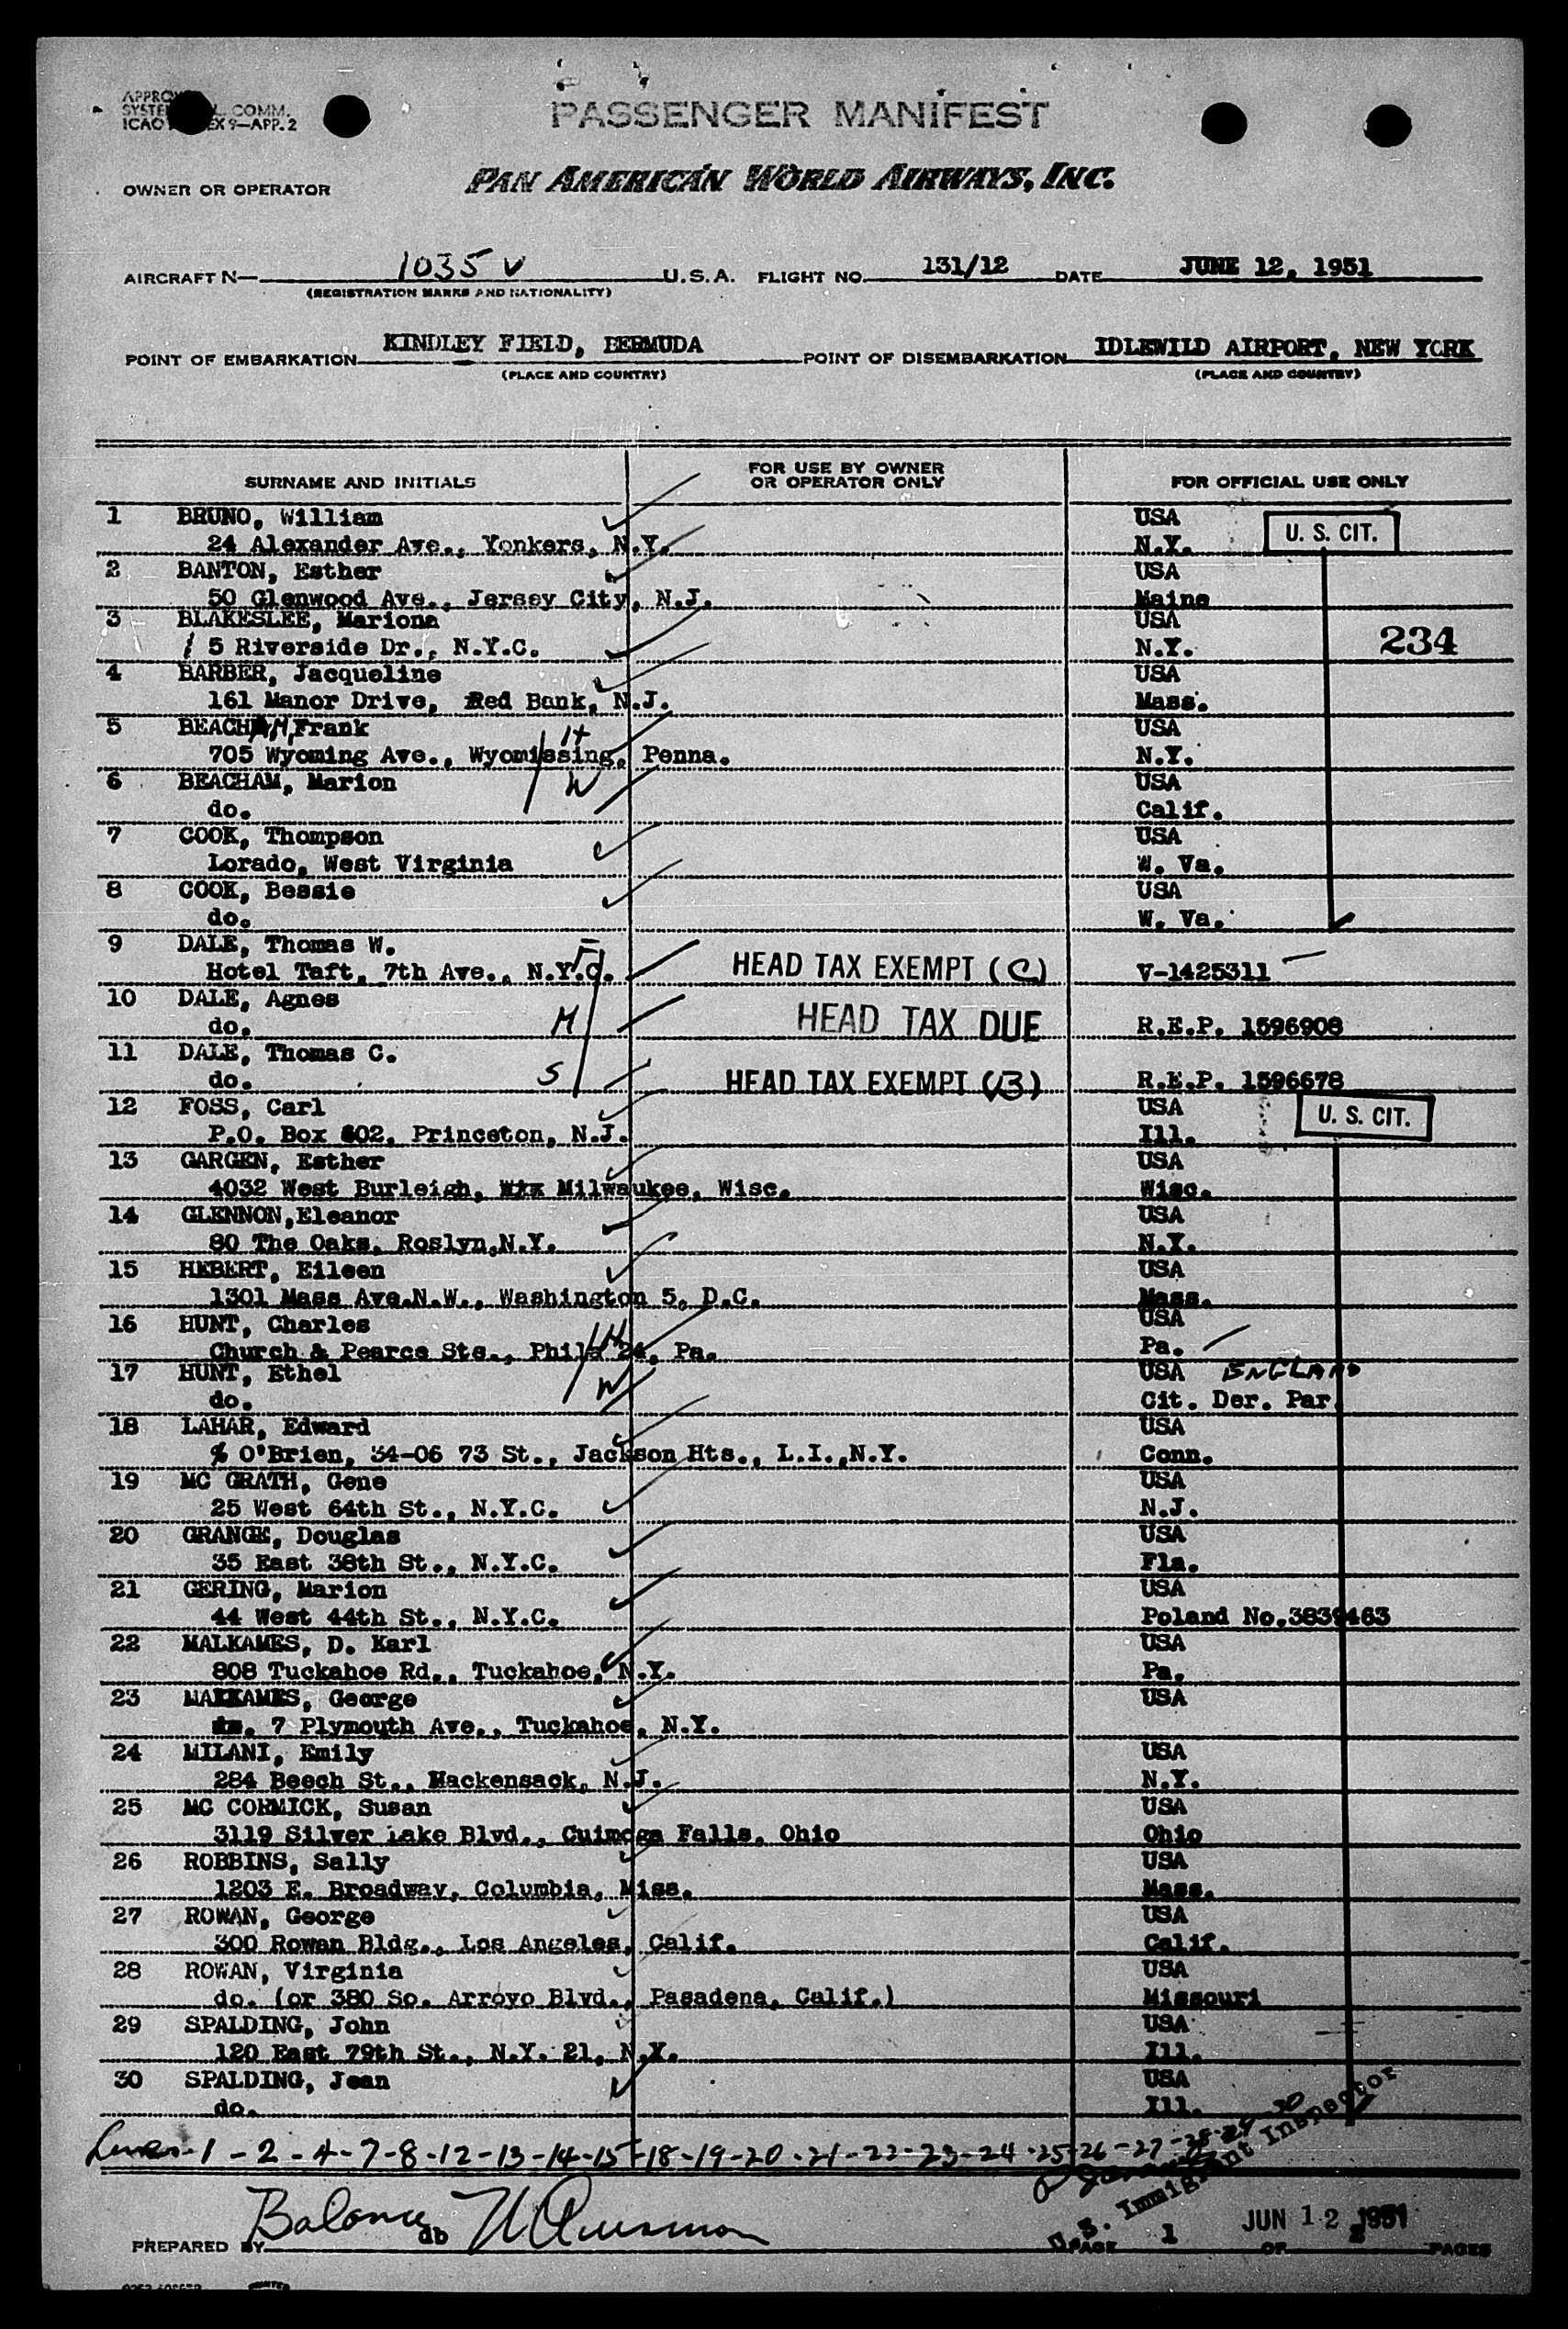 PASSENGER MANIFEST
ICAO EX 9—APP. 2
OWNER OR OPERATOR PAN AMERICAN WORLD AIRWAYS, INC.
AIRCRAFT N— 1035 V U.S.A. FLIGHT NO. 131/12 DATE JUNE 12, 1951
(REGISTRATION MARKS AND NATIONALITY)
POINT OF EMBARKATION KINDLEY FIELD, BERMUDA POINT OF DISEMBARKATION IDLEWILD AIRPORT, NEW YORK
(PLACE AND COUNTRY) (PLACE AND COUNTRY)
SURNAME AND INITIALS FOR USE BY OWNER OR OPERATOR ONLY FOR OFFICIAL USE ONLY
1 BRUNO, William USA U. S. CIT.
24 Alexander Ave., Yonkers, N.Y. N.Y.
2 BANTON, Esther USA
50 Glenwood Ave., Jersey City, N.J. Maine
3 BLAKESLEE, Mariona USA
5 Riverside Dr., N.Y.C. N.Y. 234
4 BARBER, Jacqueline USA
161 Manor Drive, Red Bank, N.J. Mass.
5 BEACHAM, Frank USA
705 Wyoming Ave., Wyomissing, Penna. H N.Y.
6 BEACHAM, Marion W USA
do. Calif.
7 COOK, Thompson USA
Lorado, West Virginia W. Va.
8 COOK, Bessie USA
do. W. Va.
9 DALE, Thomas W. F
Hotel Taft, 7th Ave., N.Y.C. HEAD TAX EXEMPT (C) V-1425311
10 DALE, Agnes
do. M HEAD TAX DUE R.E.P. 1596908
11 DALE, Thomas C.
do. S HEAD TAX EXEMPT (B) R.E.P. 1596678
12 FOSS, Carl USA U. S. CIT.
P.O. Box 602, Princeton, N.J. Ill.
13 GARGEN, Esther USA
4032 West Burleigh, Milwaukee, Wisc. Wisc.
14 GLENNON,Eleanor USA
80 The Oaks, Roslyn,N.Y. N.Y.
15 HEBERT, Eileen USA
1301 Mass Ave.N.W., Washington 5, D.C. Mass.
16 HUNT, Charles USA
Church & Pearce Sts., Phila 24, Pa. H Pa.
17 HUNT, Ethel USA ENGLAND
do. W Cit. Der. Par.
18 LAHAR, Edward USA
% O'Brien, 34-06 73 St., Jackson Hts., L.I.,N.Y. Conn.
19 MC GRATH, Gene USA
25 West 64th St., N.Y.C. N.J.
20 GRANGE, Douglas USA
35 East 38th St., N.Y.C. Fla.
21 GERING, Marion USA
44 West 44th St., N.Y.C. Poland No.3839463
22 MALKAMES, D. Karl USA
808 Tuckahoe Rd., Tuckahoe, N.Y. Pa.
23 MALKAMES, George USA
7 Plymouth Ave., Tuckahoe, N.Y.
24 MILANI, Emily USA
284 Beech St., Hackensack, N.J. N.Y.
25 MC CORMICK, Susan USA
3119 Silver Lake Blvd., Cuimoga Falls, Ohio Ohio
26 ROBBINS, Sally USA
1203 E. Broadway, Columbia, Miss. Mass.
27 ROWAN, George USA
300 Rowan Bldg., Los Angeles, Calif. Calif.
28 ROWAN, Virginia USA
do. (or 380 So. Arroyo Blvd., Pasadena, Calif.) Missouri
29 SPALDING, John USA
120 East 79th St., N.Y. 21, N.Y. Ill.
30 SPALDING, Jean USA
do. Ill.
1-2-4-7-8-12-13-14-15-18-19-20-21-22-23-24-25-26-27-28-29-30
U. S. Immigrant Inspector
Balance
JUN 12 1951
PREPARED BY db PAGE 1 OF 2 PAGES